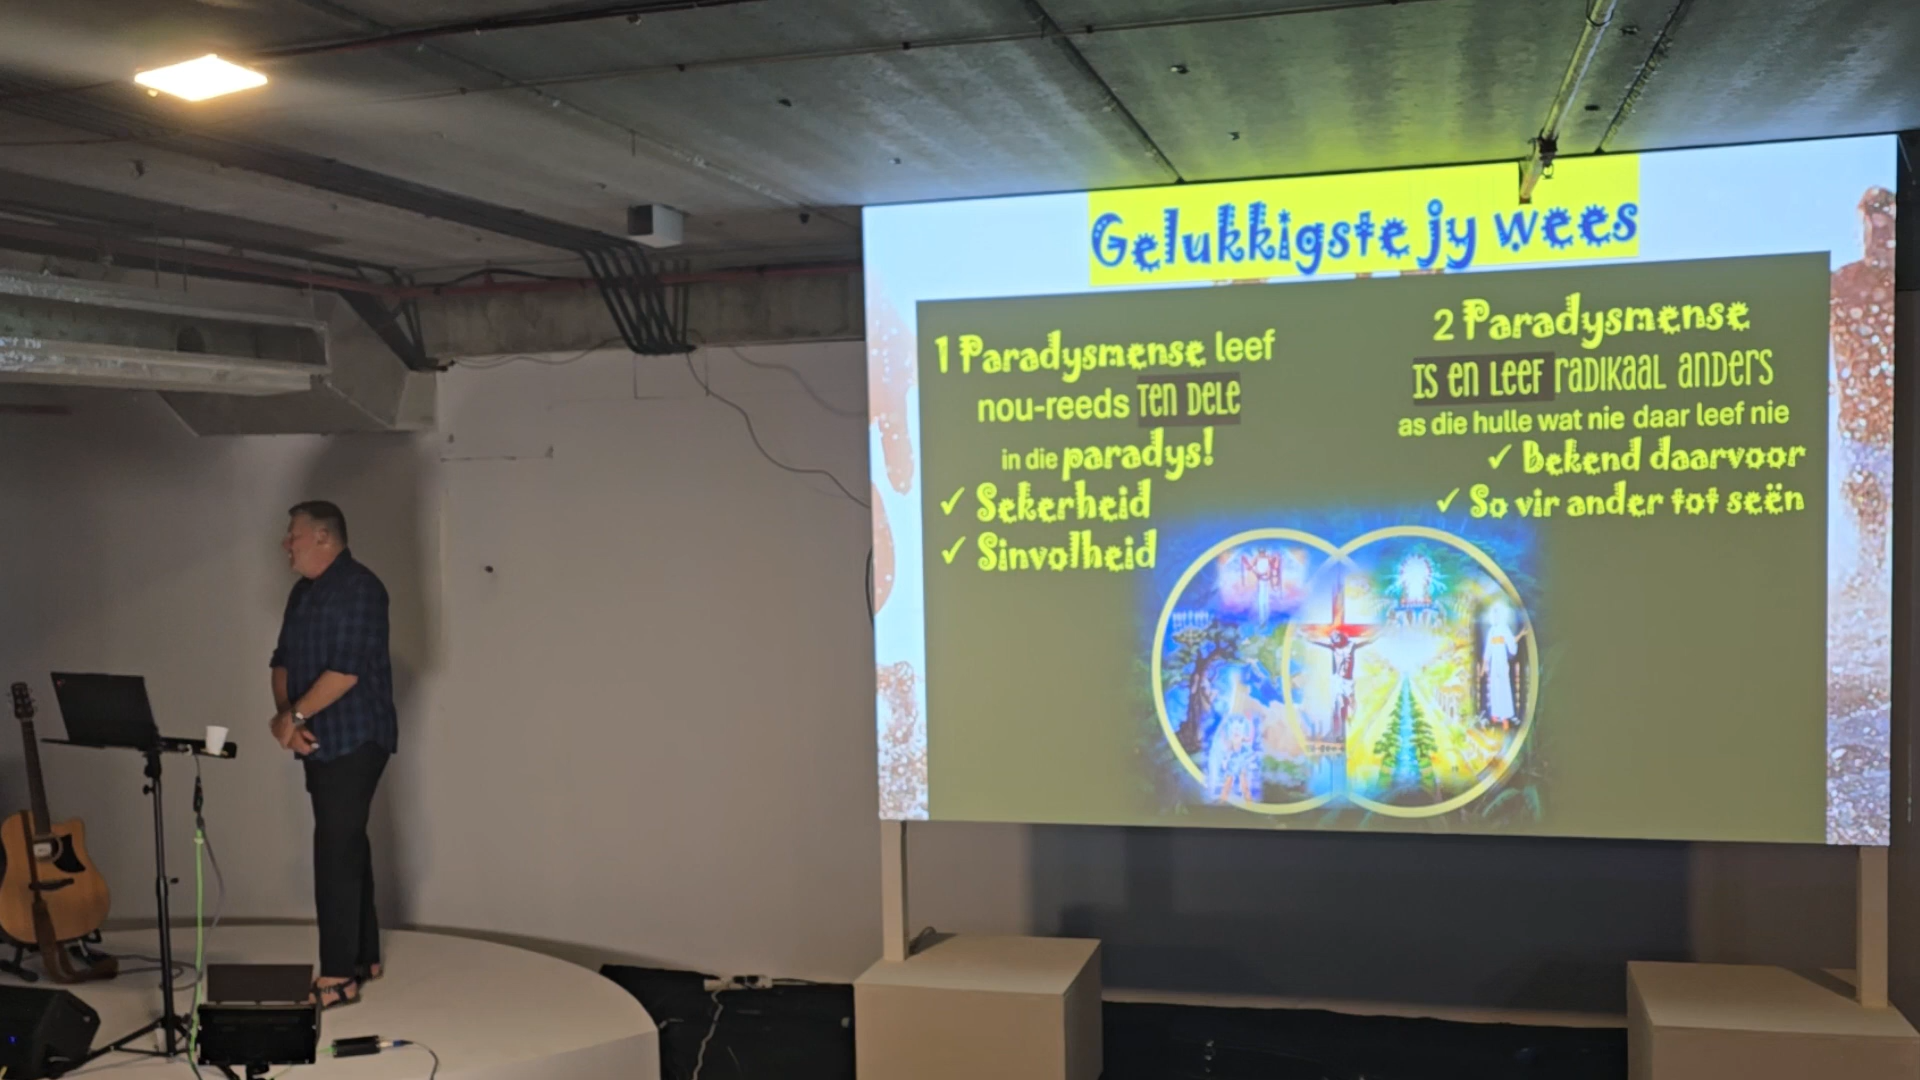 Gelukkigste jy wees
1 Paradysmense leef
nou-reeds Ten Dele
in die paradys!
✓ Sekerheid
✓ Sinvolheid
2 Paradysmense
is en leef radikaal anders
as die hulle wat nie daar leef nie
✓ Bekend daarvoor
✓ So vir ander tot seën